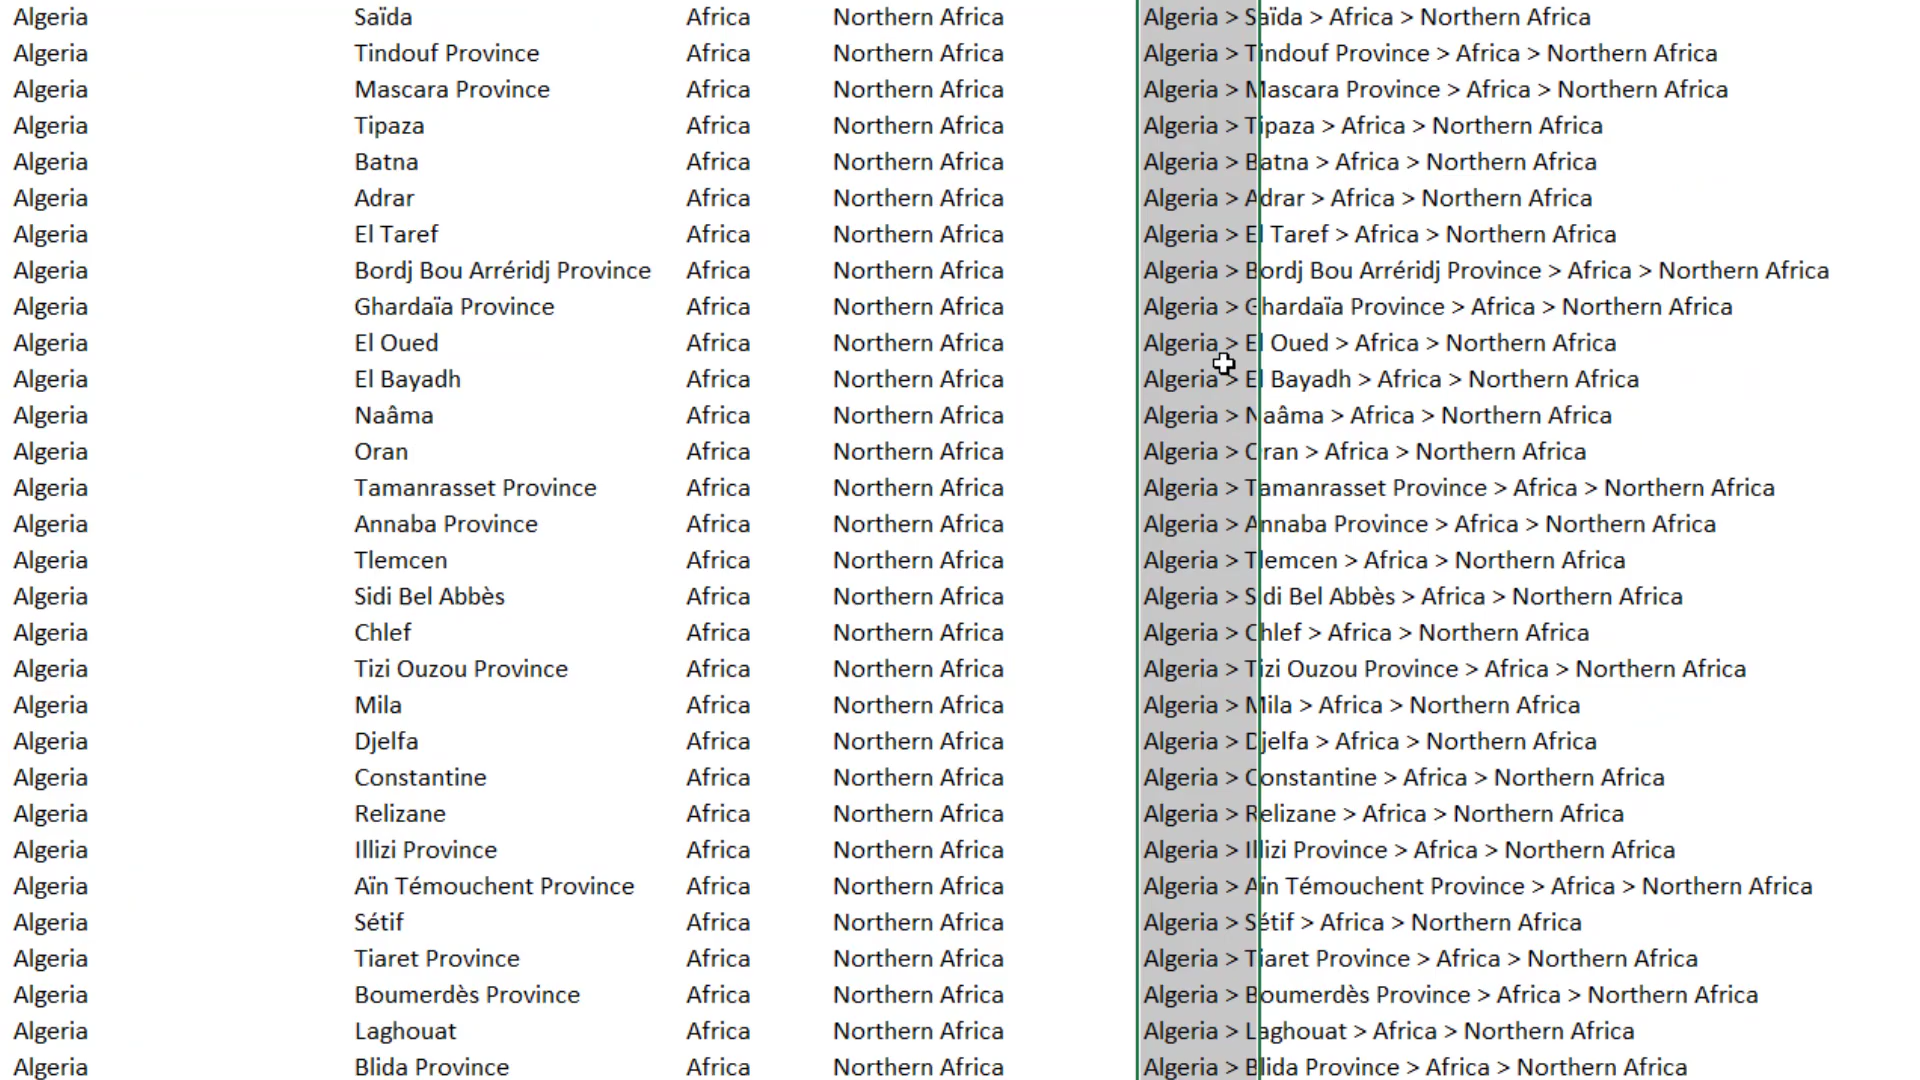 Algeria Saïda Africa Northern Africa Algeria > Saïda > Africa > Northern Africa
Algeria Tindouf Province Africa Northern Africa Algeria > Tindouf Province > Africa > Northern Africa
Algeria Mascara Province Africa Northern Africa Algeria > Mascara Province > Africa > Northern Africa
Algeria Tipaza Africa Northern Africa Algeria > Tipaza > Africa > Northern Africa
Algeria Batna Africa Northern Africa Algeria > Batna > Africa > Northern Africa
Algeria Adrar Africa Northern Africa Algeria > Adrar > Africa > Northern Africa
Algeria El Taref Africa Northern Africa Algeria > El Taref > Africa > Northern Africa
Algeria Bordj Bou Arréridj Province Africa Northern Africa Algeria > Bordj Bou Arréridj Province > Africa > Northern Africa
Algeria Ghardaïa Province Africa Northern Africa Algeria > Ghardaïa Province > Africa > Northern Africa
Algeria El Oued Africa Northern Africa Algeria > El Oued > Africa > Northern Africa
Algeria El Bayadh Africa Northern Africa Algeria > El Bayadh > Africa > Northern Africa
Algeria Naâma Africa Northern Africa Algeria > Naâma > Africa > Northern Africa
Algeria Oran Africa Northern Africa Algeria > Oran > Africa > Northern Africa
Algeria Tamanrasset Province Africa Northern Africa Algeria > Tamanrasset Province > Africa > Northern Africa
Algeria Annaba Province Africa Northern Africa Algeria > Annaba Province > Africa > Northern Africa
Algeria Tlemcen Africa Northern Africa Algeria > Tlemcen > Africa > Northern Africa
Algeria Sidi Bel Abbès Africa Northern Africa Algeria > Sidi Bel Abbès > Africa > Northern Africa
Algeria Chlef Africa Northern Africa Algeria > Chlef > Africa > Northern Africa
Algeria Tizi Ouzou Province Africa Northern Africa Algeria > Tizi Ouzou Province > Africa > Northern Africa
Algeria Mila Africa Northern Africa Algeria > Mila > Africa > Northern Africa
Algeria Djelfa Africa Northern Africa Algeria > Djelfa > Africa > Northern Africa
Algeria Constantine Africa Northern Africa Algeria > Constantine > Africa > Northern Africa
Algeria Relizane Africa Northern Africa Algeria > Relizane > Africa > Northern Africa
Algeria Illizi Province Africa Northern Africa Algeria > Illizi Province > Africa > Northern Africa
Algeria Aïn Témouchent Province Africa Northern Africa Algeria > Aïn Témouchent Province > Africa > Northern Africa
Algeria Sétif Africa Northern Africa Algeria > Sétif > Africa > Northern Africa
Algeria Tiaret Province Africa Northern Africa Algeria > Tiaret Province > Africa > Northern Africa
Algeria Boumerdès Province Africa Northern Africa Algeria > Boumerdès Province > Africa > Northern Africa
Algeria Laghouat Africa Northern Africa Algeria > Laghouat > Africa > Northern Africa
Algeria Blida Province Africa Northern Africa Algeria > Blida Province > Africa > Northern Africa